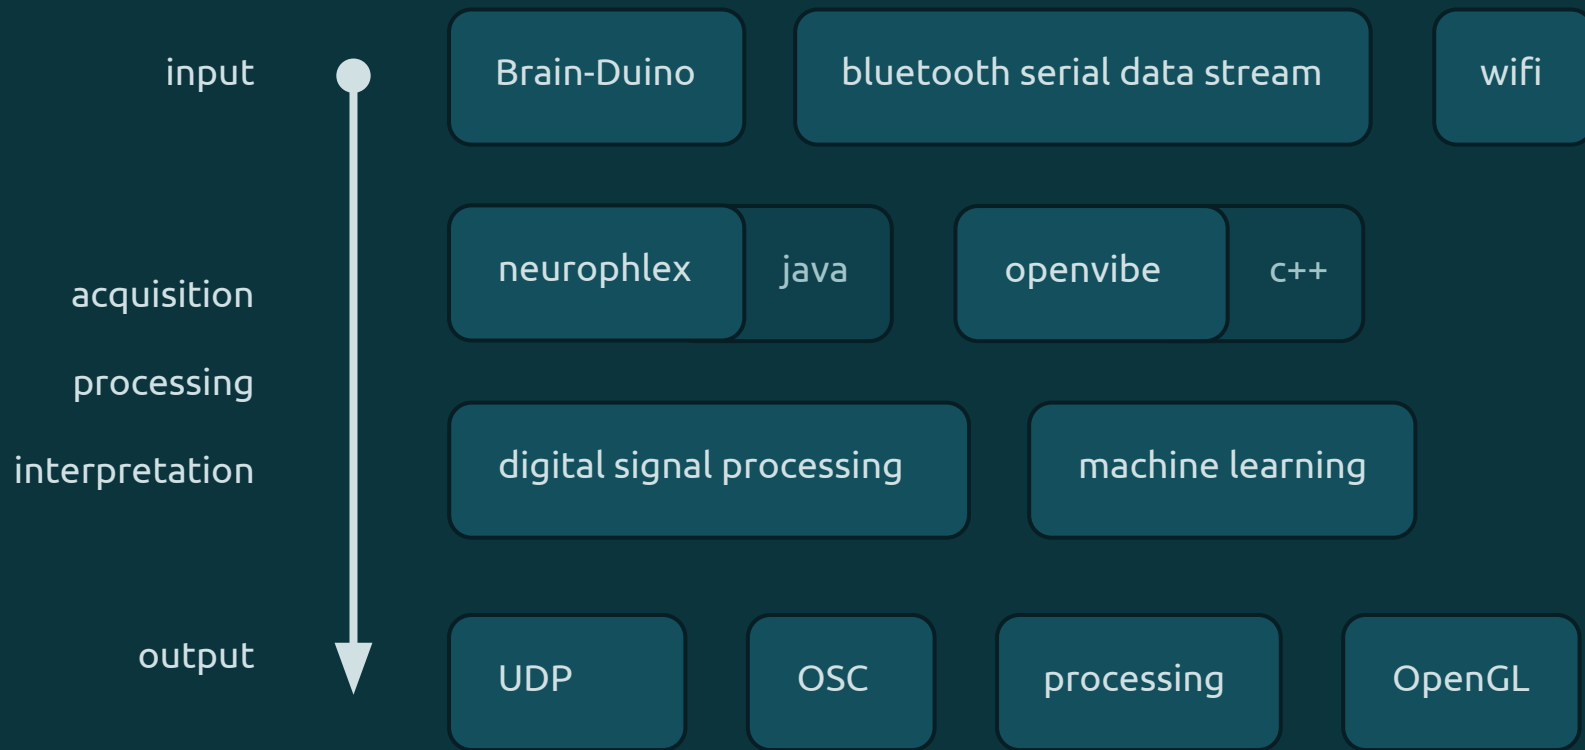 input
Brain-Duino
bluetooth serial data stream
wifi
neurophlex
java
openvibe
c++
acquisition
processing
interpretation
digital signal processing
machine learning
output
UDP
OSC
processing
OpenGL